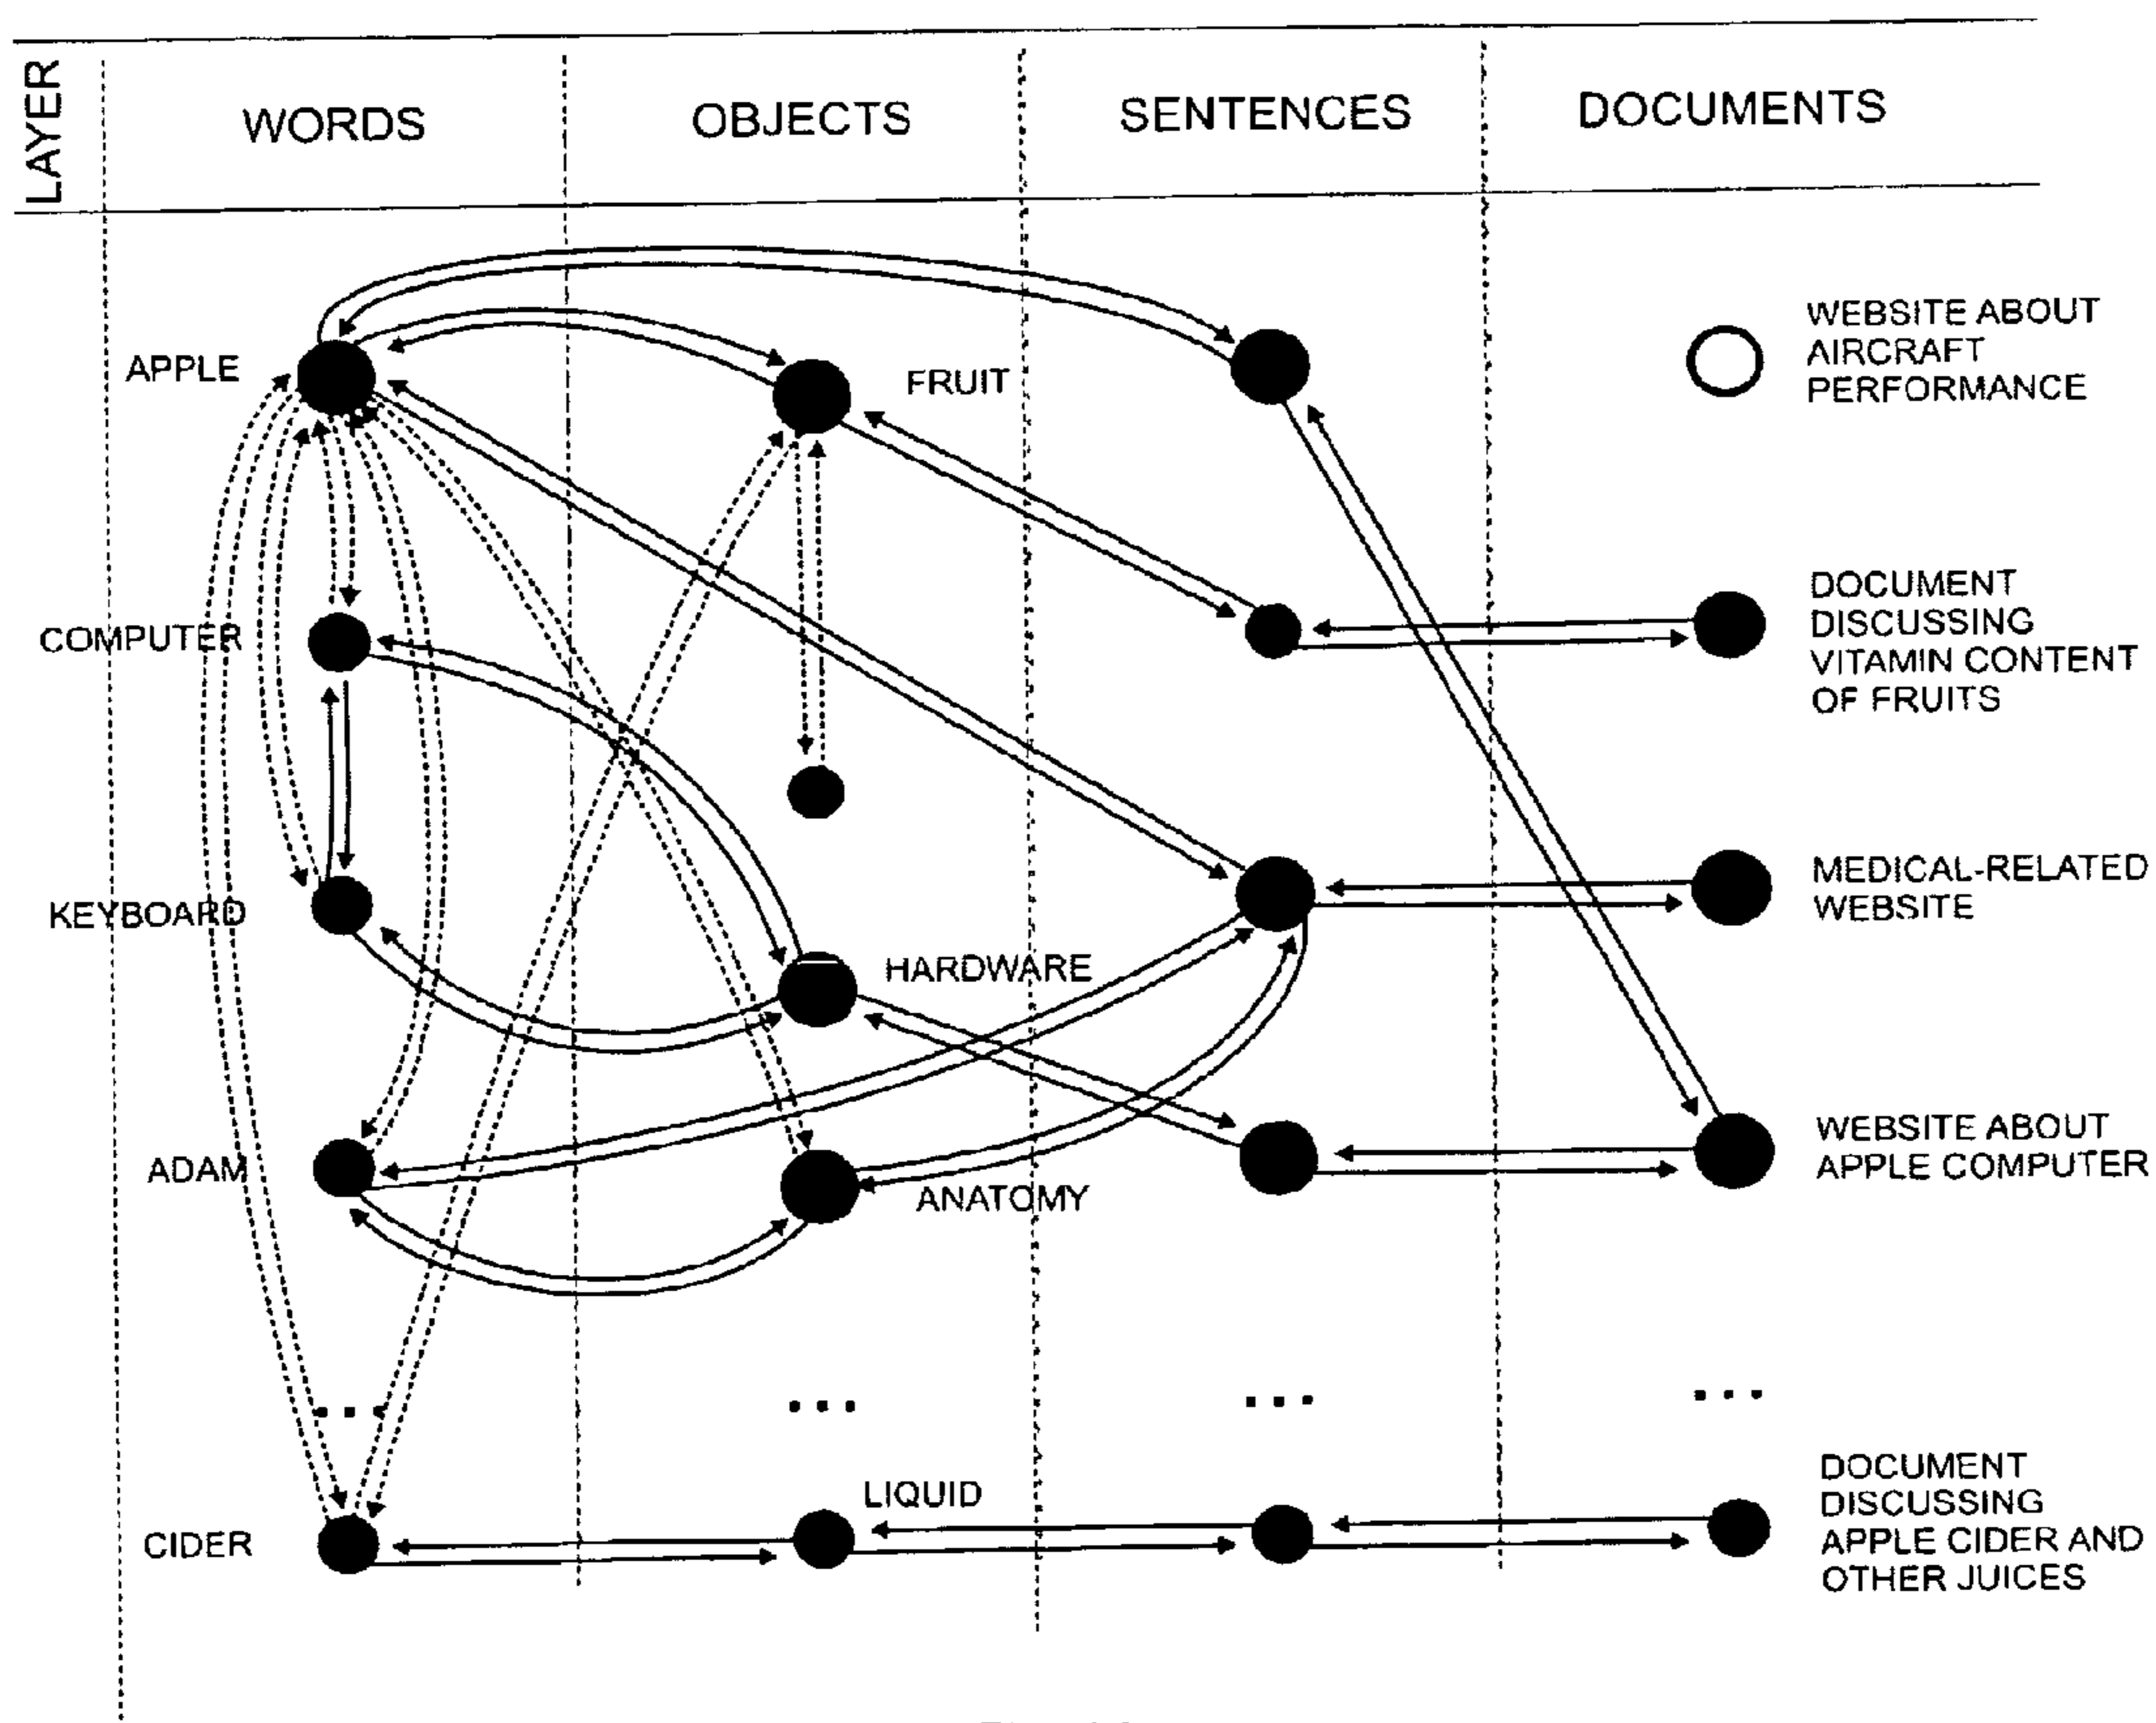 LAYER
WORDS
OBJECTS
SENTENCES
DOCUMENTS
APPLE
FRUIT
WEBSITE ABOUT
AIRCRAFT
PERFORMANCE
COMPUTER
DOCUMENT
DISCUSSING
VITAMIN CONTENT
OF FRUITS
KEYBOARD
HARDWARE
MEDICAL-RELATED
WEBSITE
ADAM
ANATOMY
WEBSITE ABOUT
APPLE COMPUTER
...
...
...
...
CIDER
LIQUID
DOCUMENT
DISCUSSING
APPLE CIDER AND
OTHER JUICES